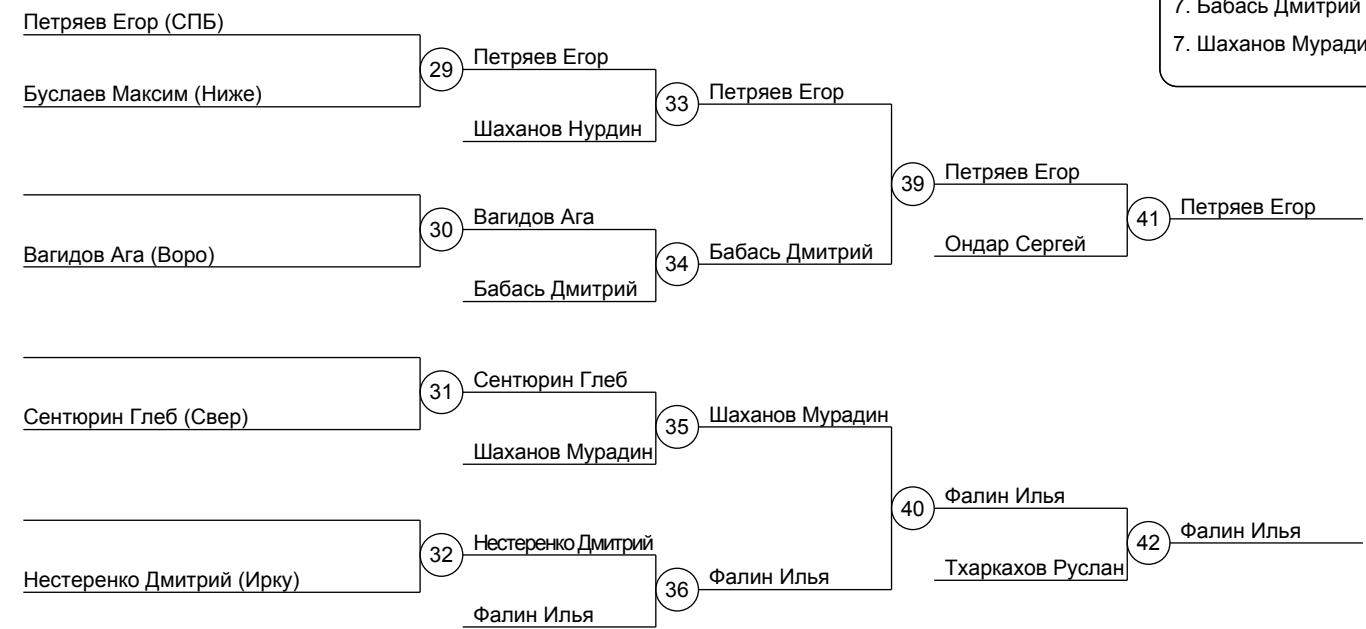 7. Бабась Дмитрий
Петряев Егор (СПБ)
7. Шаханов Муради
29
Петряев Егор
Буслаев Максим (Ниже)
33
Петряев Егор
Шаханов Нурдин
39
Петряев Егор
30
Вагидов Ага
41
Петряев Егор
Вагидов Ага (Воро)
34
Бабась Дмитрий
Ондар Сергей
Бабась Дмитрий
31
Сентюрин Глеб
Сентюрин Глеб (Свер)
35
Шаханов Мурадин
Шаханов Мурадин
40
Фалин Илья
32
Нестеренко Дмитрий
42
Фалин Илья
Нестеренко Дмитрий (Ирку)
36
Фалин Илья
Тхаркахов Руслан
Фалин Илья